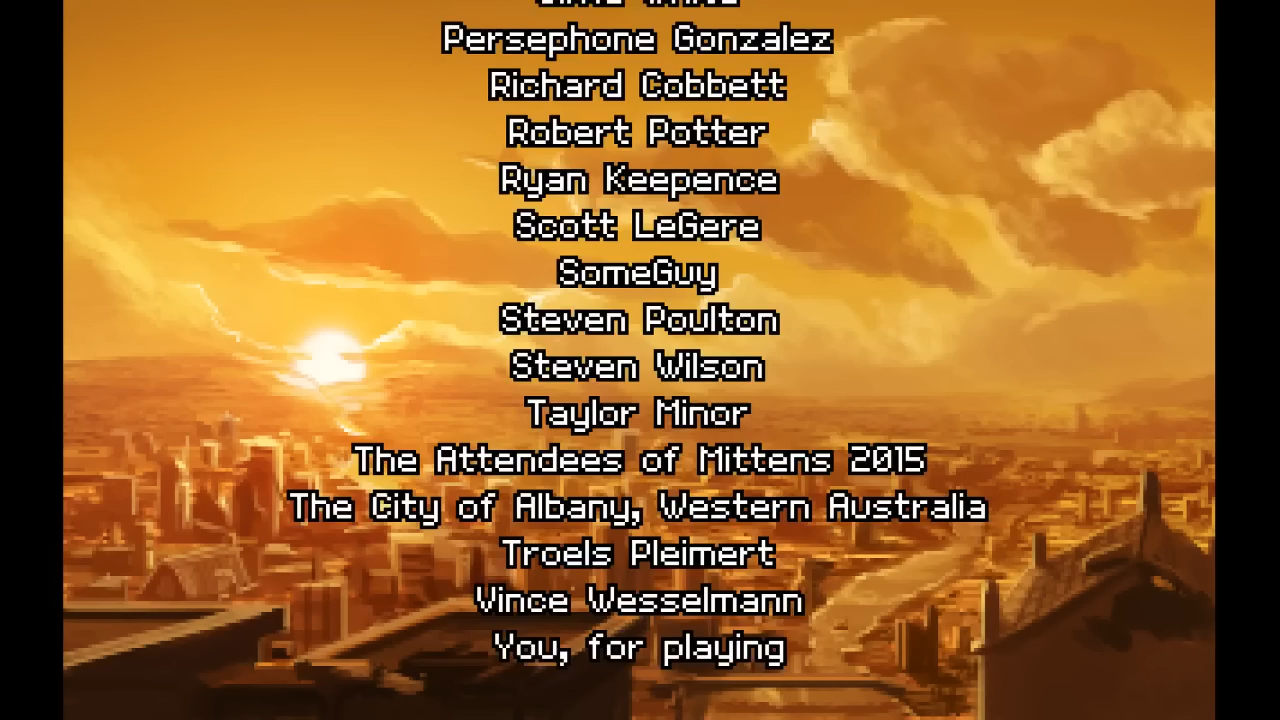 Persephone Gonzalez
Richard Cobbett
Robert Potter
Ryan Keepence
Scott LeGere
SomeGuy
Steven Poulton
Steven Wilson
Taylor Minor
The Attendees of Mittens 2015
The City of Albany, Western Australia
Troels Pleimert
Vince Wesselmann
You, for playing